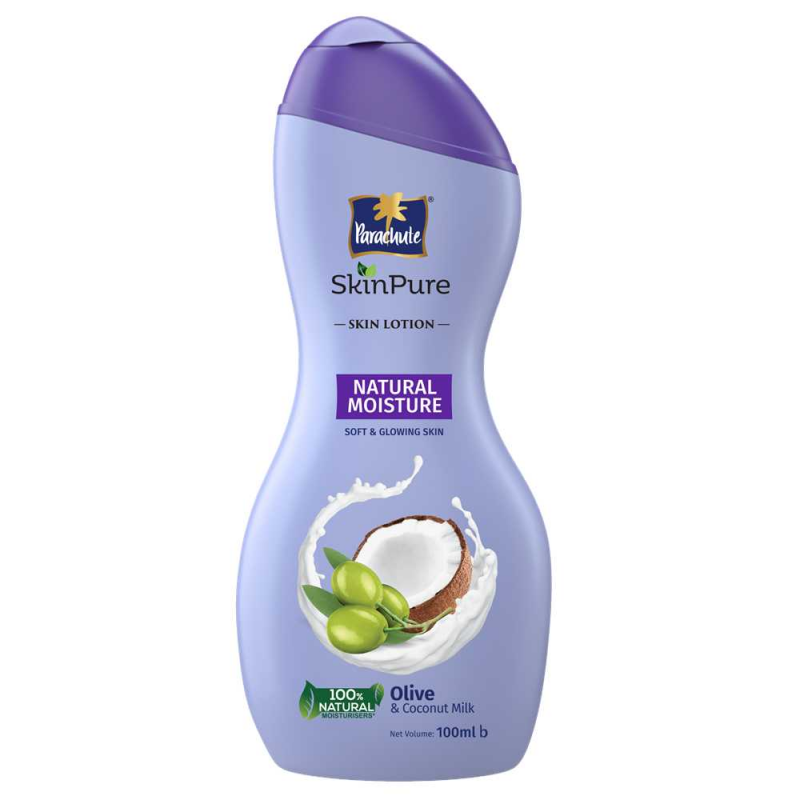 Parachute®
SkinPure
— SKIN LOTION —
NATURAL
MOISTURE
SOFT & GLOWING SKIN
100%
NATURAL
MOISTURISERS*
Olive
& Coconut Milk
Net Volume: 100ml b